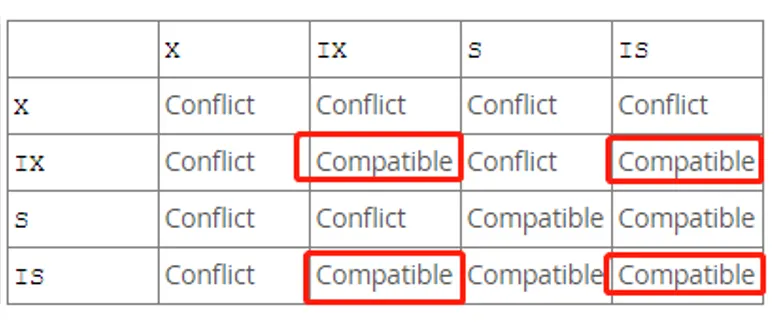 X IX S IS
X Conflict Conflict Conflict Conflict
IX Conflict Compatible Conflict Compatible
S Conflict Conflict Compatible Compatible
IS Conflict Compatible Compatible Compatible